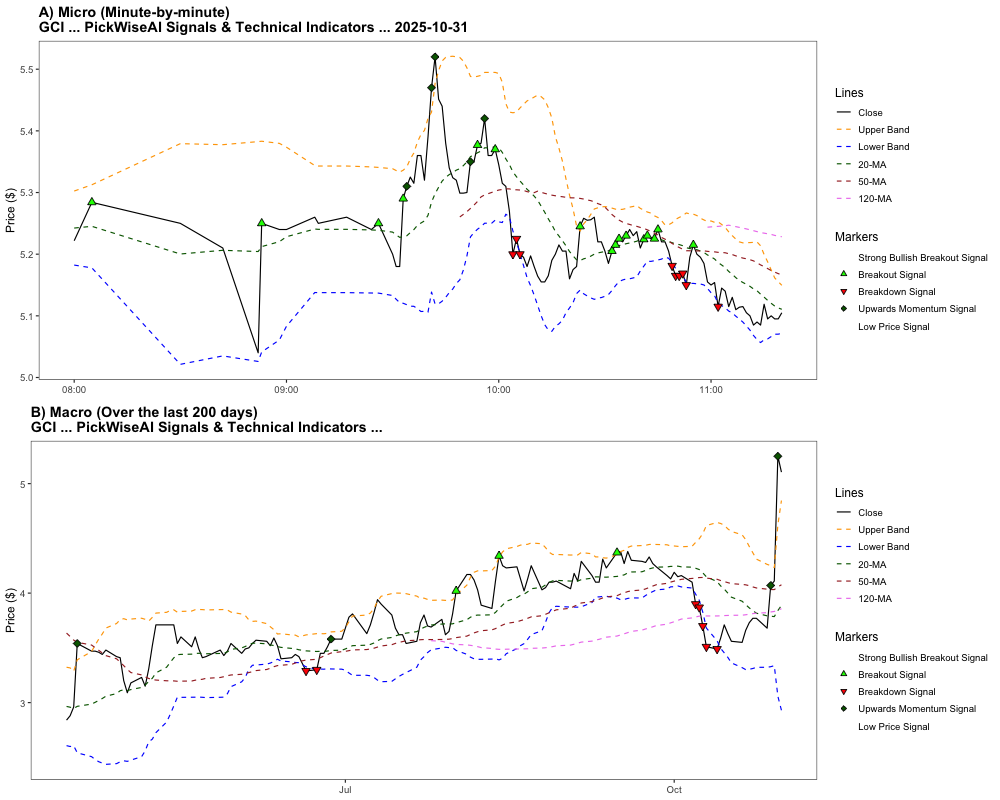 A) Micro (Minute-by-minute)
GCI ... PickWiseAI Signals & Technical Indicators ... 2025-10-31
Price ($)
5.5
5.4
5.3
5.2
5.1
5.0
08:00
09:00
10:00
11:00
Lines
Close
Upper Band
Lower Band
20-MA
50-MA
120-MA
Markers
Strong Bullish Breakout Signal
Breakout Signal
Breakdown Signal
Upwards Momentum Signal
Low Price Signal
B) Macro (Over the last 200 days)
GCI ... PickWiseAI Signals & Technical Indicators ...
Price ($)
5
4
3
Jul
Oct
Lines
Close
Upper Band
Lower Band
20-MA
50-MA
120-MA
Markers
Strong Bullish Breakout Signal
Breakout Signal
Breakdown Signal
Upwards Momentum Signal
Low Price Signal